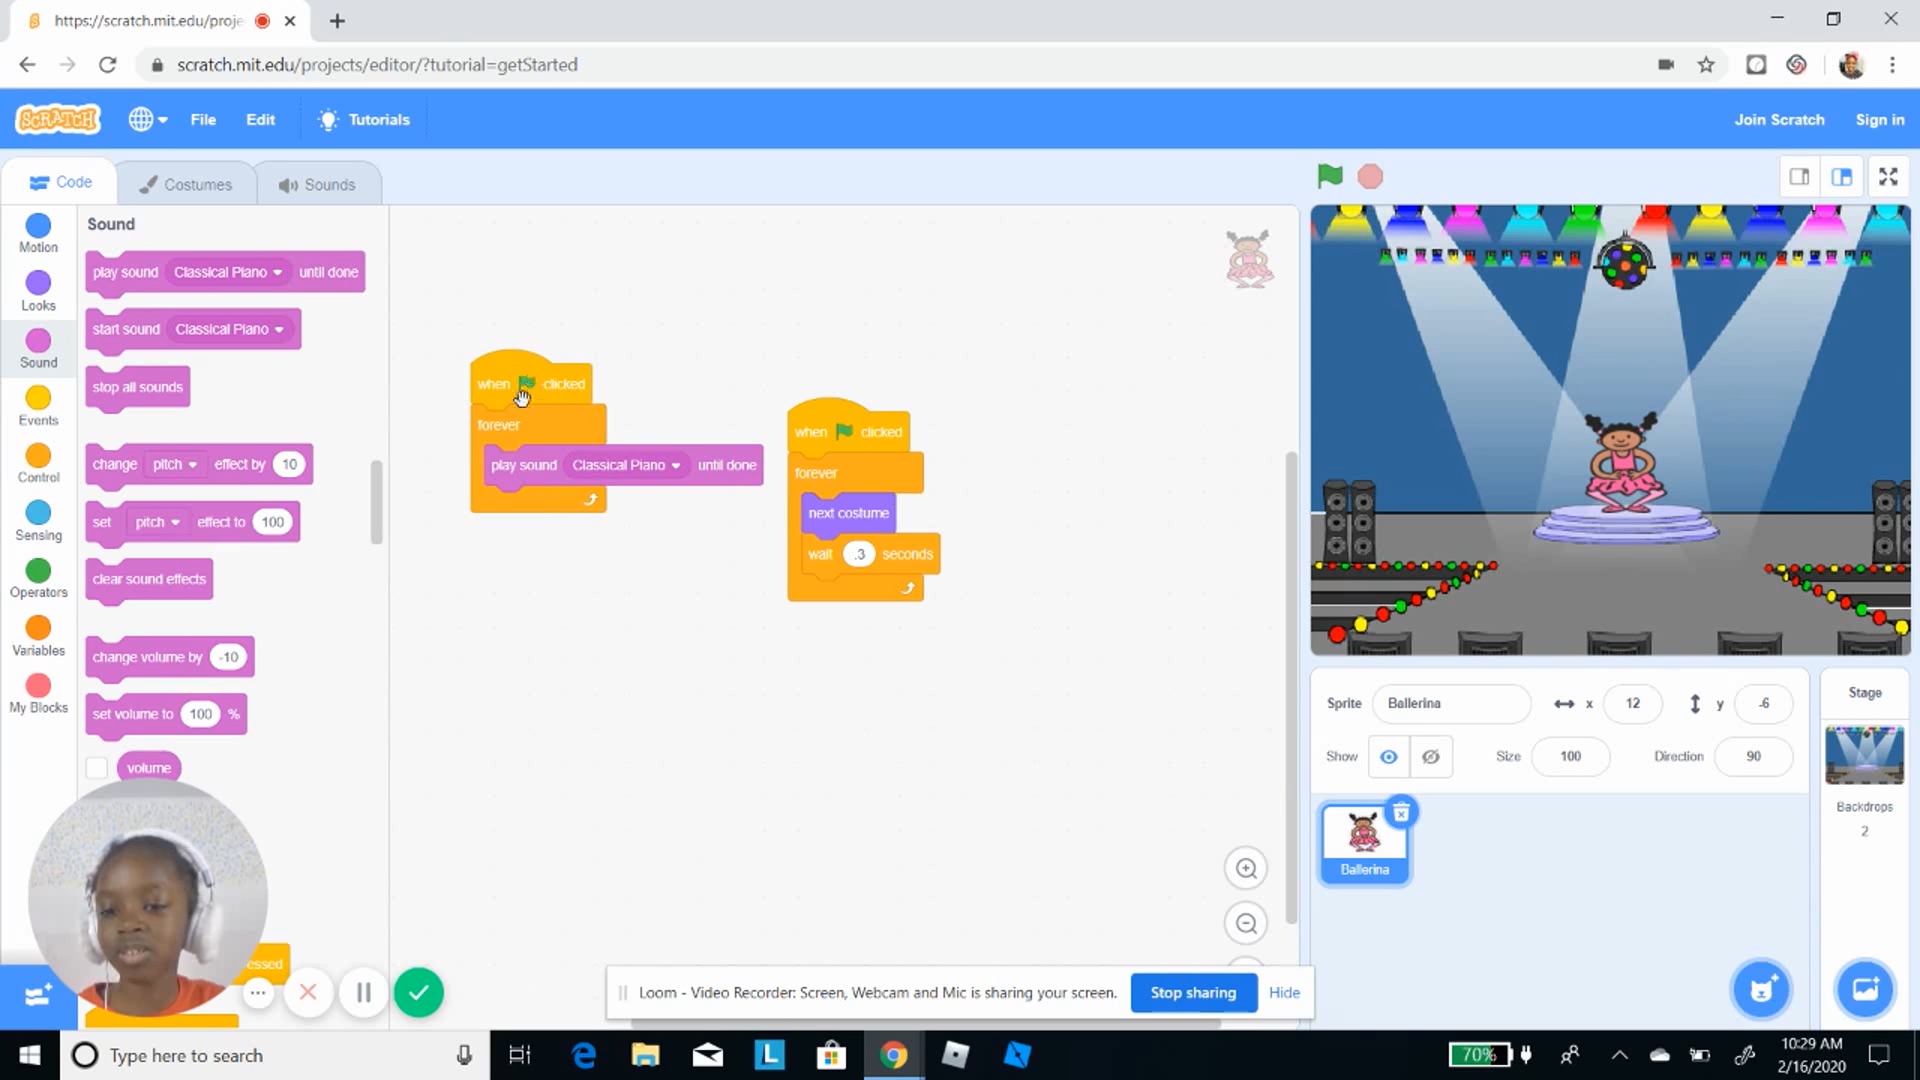 https://scratch.mit.edu/proje
scratch.mit.edu/projects/editor/?tutorial=getStarted
SCRATCH File Edit Tutorials Join Scratch Sign in
Code Costumes Sounds
Motion
Looks
Sound
Events
Control
Sensing
Operators
Variables
My Blocks
Sound
play sound Classical Piano until done
start sound Classical Piano
stop all sounds
change pitch effect by 10
set pitch effect to 100
clear sound effects
change volume by -10
set volume to 100 %
volume
essed
when clicked
forever
play sound Classical Piano until done
when clicked
forever
next costume
wait .3 seconds
Sprite Ballerina x 12 y -6
Show Size 100 Direction 90
Ballerina
Stage
Backdrops
2
Loom - Video Recorder: Screen, Webcam and Mic is sharing your screen. Stop sharing Hide
Type here to search
L
70%
10:29 AM
2/16/2020